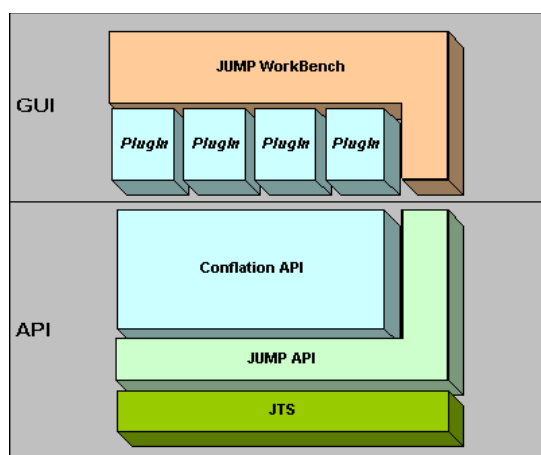 JUMP WorkBench
GUI
PlugIn PlugIn PlugIn PlugIn
Conflation API
API
JUMP API
JTS